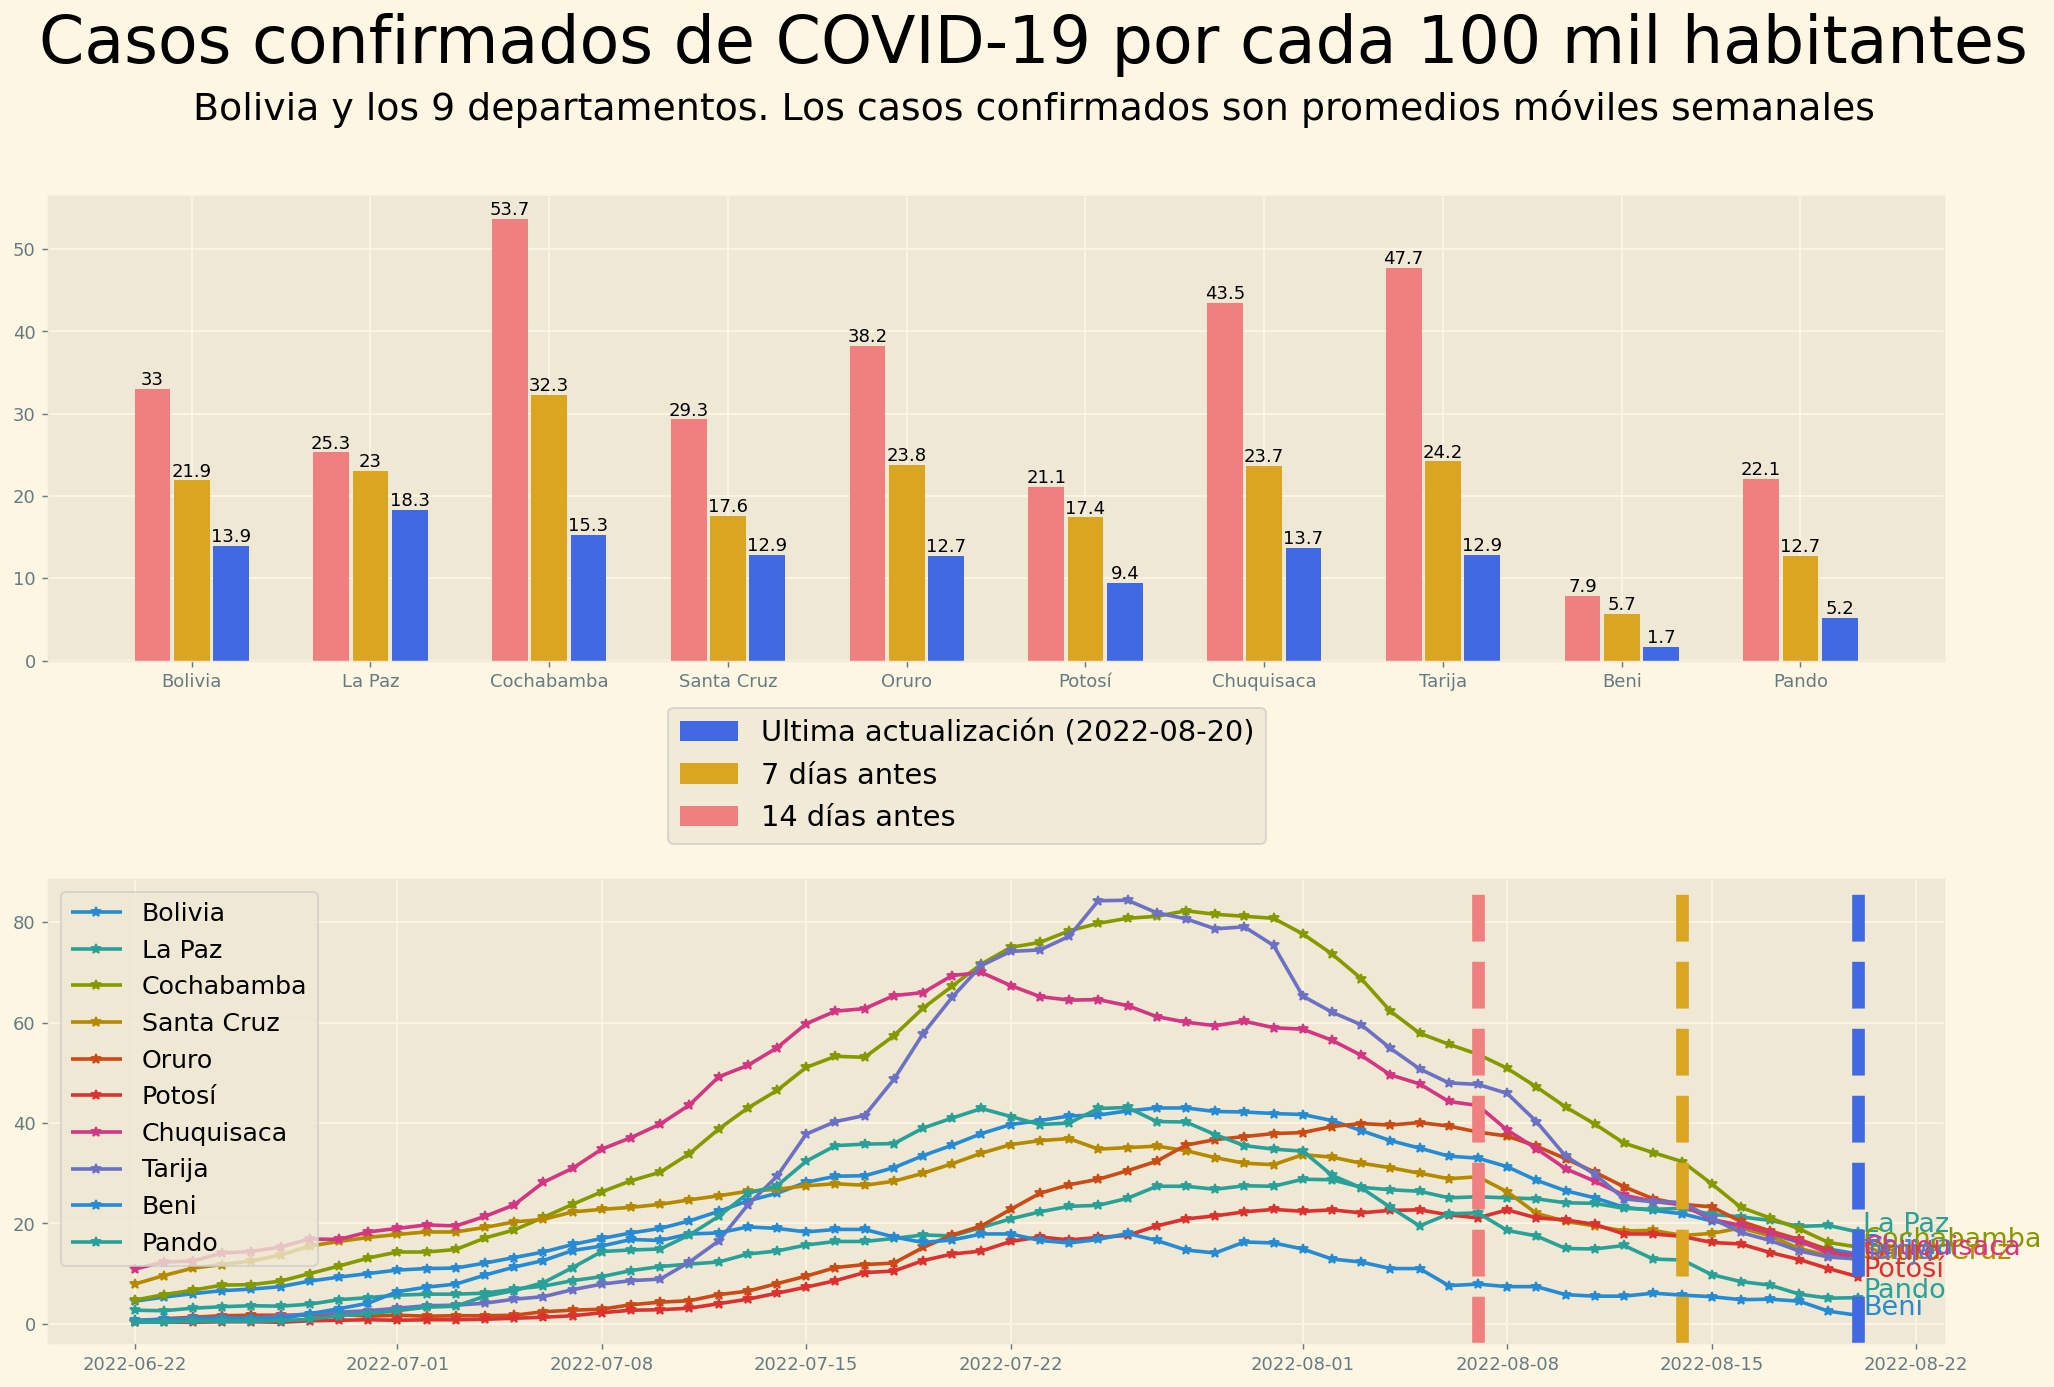 Casos confirmados de COVID-19 por cada 100 mil habitantes
Bolivia y los 9 departamentos. Los casos confirmados son promedios móviles semanales
53.7
47.7
43.5
38.2
33
32.3
29.3
25.3
23
21.9
18.3
13.9
15.3
17.6
12.9
23.8
12.7
21.1
17.4
9.4
23.7
13.7
24.2
12.9
7.9
5.7
1.7
22.1
12.7
5.2
50
40
30
20
10
0
Bolivia
La Paz
Cochabamba
Santa Cruz
Oruro
Potosí
Chuquisaca
Tarija
Beni
Pando
Ultima actualización (2022-08-20)
7 días antes
14 días antes
80
60
40
20
0
Bolivia
La Paz
Cochabamba
Santa Cruz
Oruro
Potosí
Chuquisaca
Tarija
Beni
Pando
La Paz
Cochabamba
Chuquisaca
Potosí
Pando
Beni
2022-06-22
2022-07-01
2022-07-08
2022-07-15
2022-07-22
2022-08-01
2022-08-08
2022-08-15
2022-08-22